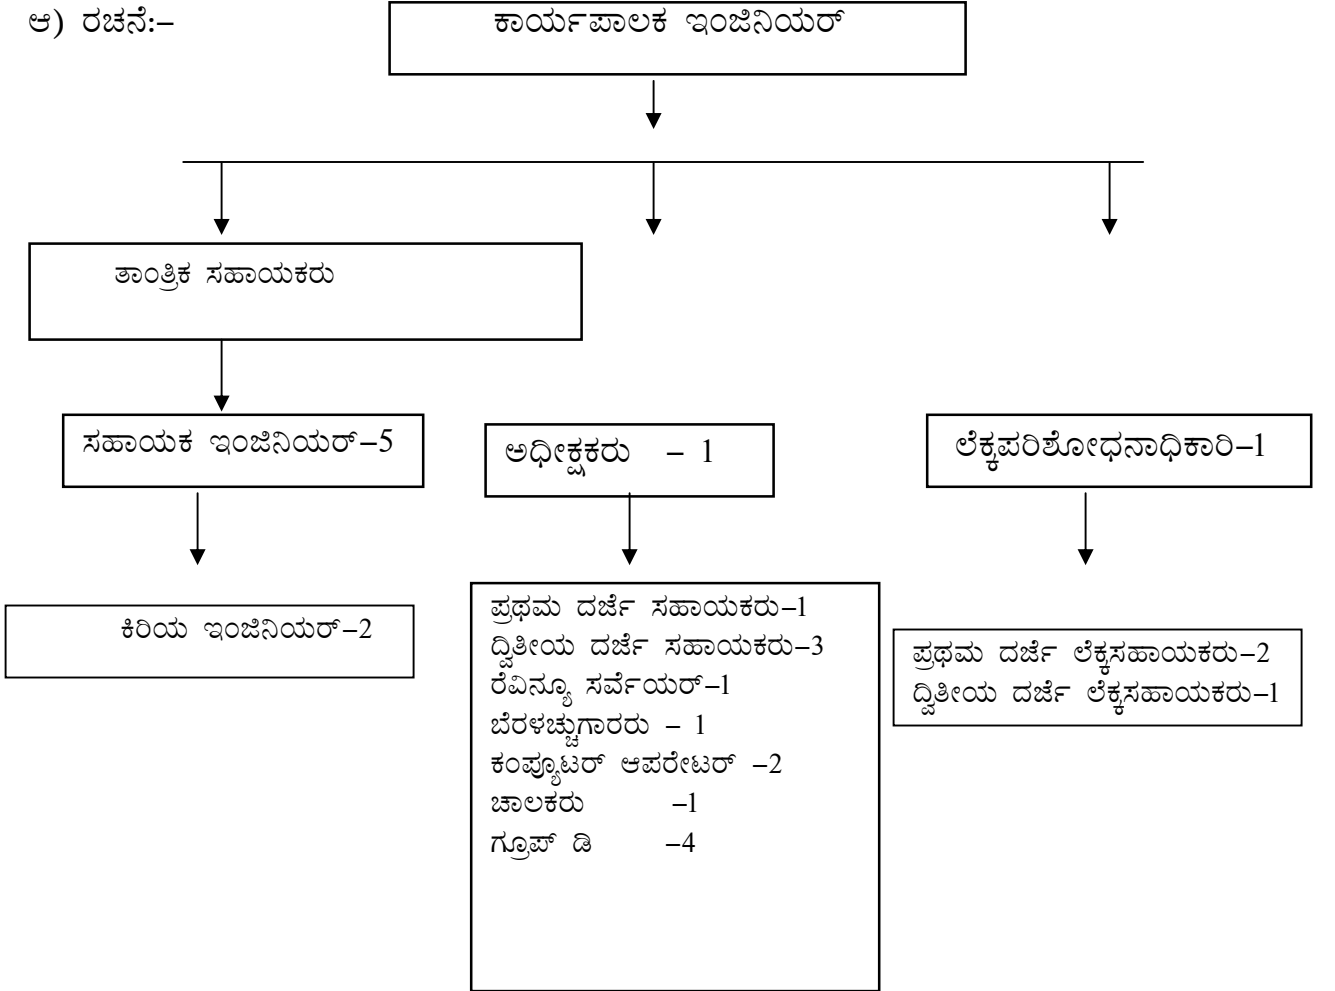 ಆ) ರಚನೆ:–
ಕಾರ್ಯಪಾಲಕ ಇಂಜಿನಿಯರ್
ತಾಂತ್ರಿಕ ಸಹಾಯಕರು
ಸಹಾಯಕ ಇಂಜಿನಿಯರ್–5
ಅಧೀಕ್ಷಕರು – 1
ಲೆಕ್ಕಪರಿಶೋಧನಾಧಿಕಾರಿ–1
ಕಿರಿಯ ಇಂಜಿನಿಯರ್–2
ಪ್ರಥಮ ದರ್ಜೆ ಸಹಾಯಕರು–1
ದ್ವಿತೀಯ ದರ್ಜೆ ಸಹಾಯಕರು–3
ರೆವಿನ್ಯೂ ಸರ್ವೆಯರ್–1
ಬೆರಳಚ್ಚುಗಾರರು – 1
ಕಂಪ್ಯೂಟರ್ ಆಪರೇಟರ್ –2
ಚಾಲಕರು –1
ಗ್ರೂಪ್ ಡಿ –4
ಪ್ರಥಮ ದರ್ಜೆ ಲೆಕ್ಕಸಹಾಯಕರು–2
ದ್ವಿತೀಯ ದರ್ಜೆ ಲೆಕ್ಕಸಹಾಯಕರು–1